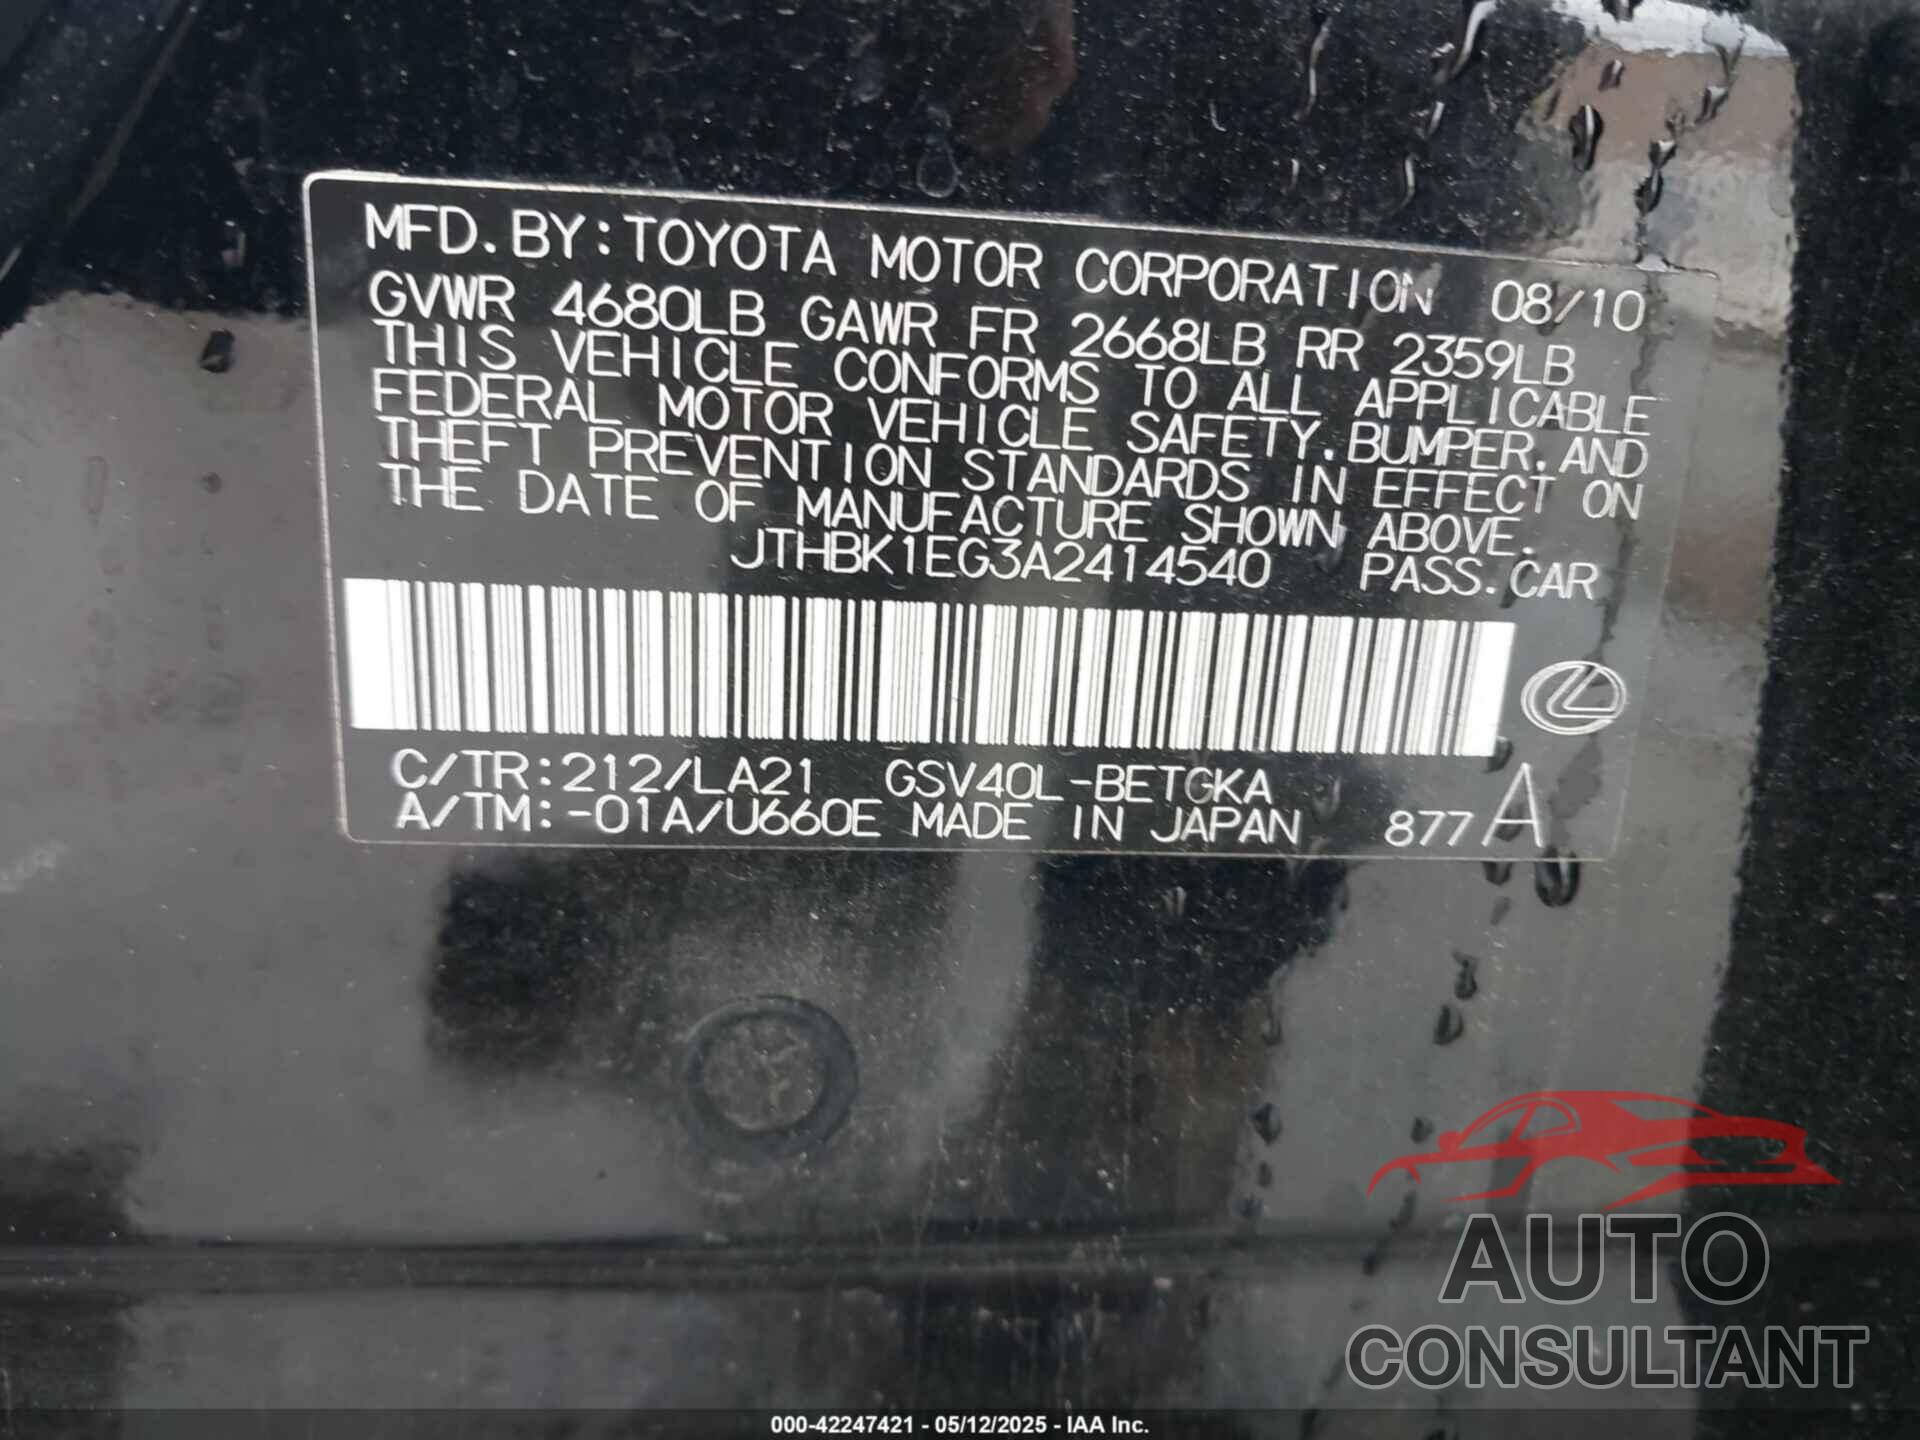 MFD. BY: TOYOTA MOTOR CORPORATION 08/10
GVWR 4680LB GAWR FR 2668LB RR 2359LB
THIS VEHICLE CONFORMS TO ALL APPLICABLE
FEDERAL MOTOR VEHICLE SAFETY, BUMPER, AND
THEFT PREVENTION STANDARDS IN EFFECT ON
THE DATE OF MANUFACTURE SHOWN ABOVE.
JTHBK1EG3A2414540 PASS. CAR
C/TR: 212/LA21 GSV40L-BETGKA
A/TM: -01A/U660E MADE IN JAPAN 877 A
AUTO
CONSULTANT
000-42247421 - 05/12/2025 - IAA Inc.